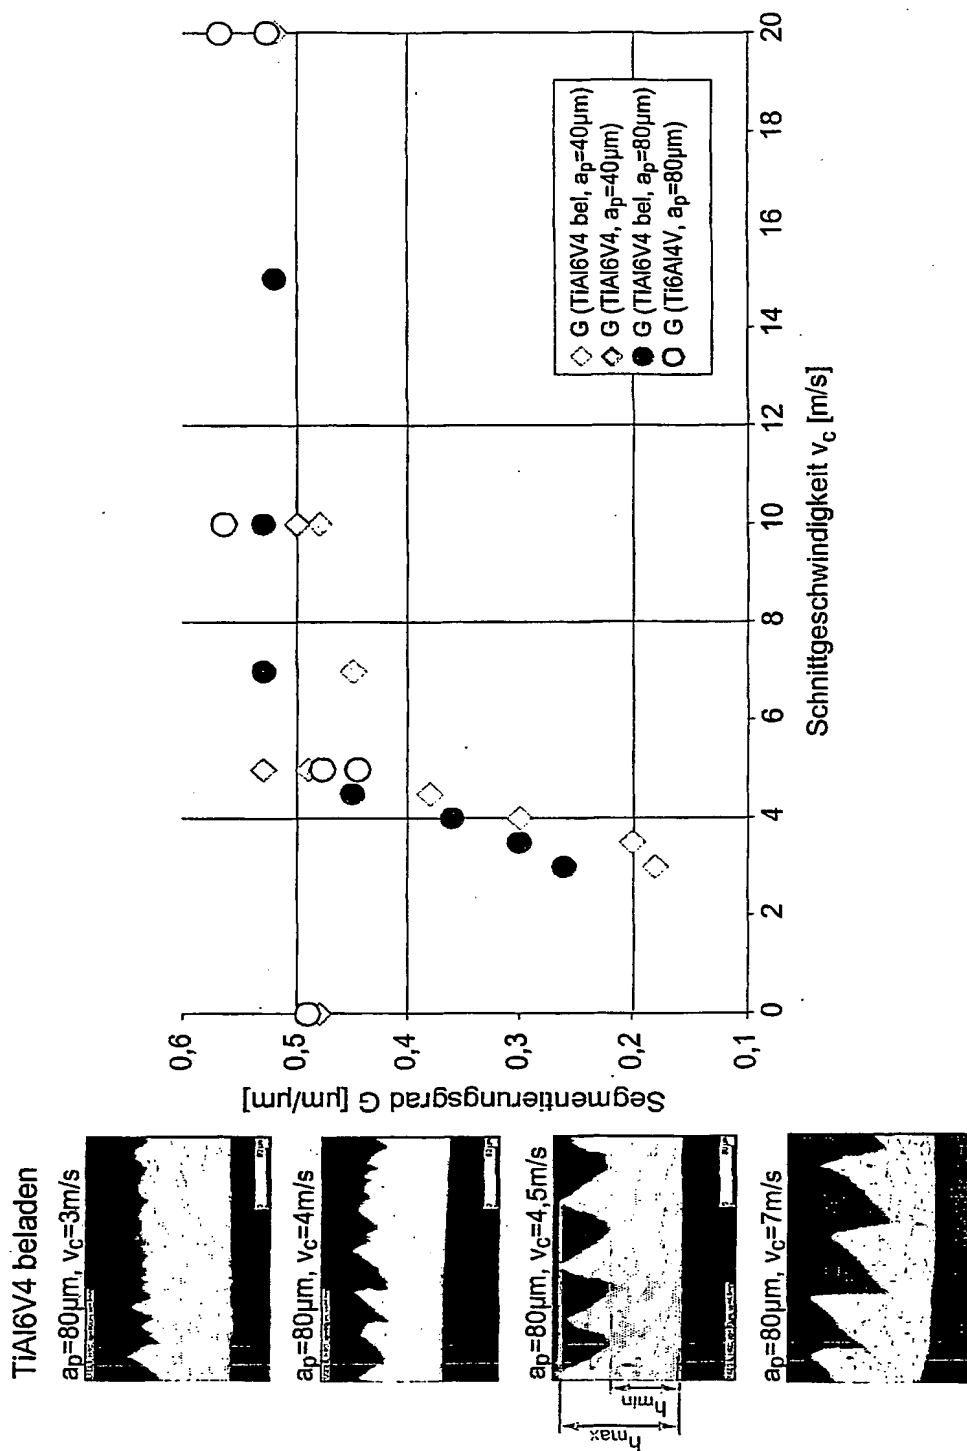 TiAl6V4 beladen
ap=80µm, vc=3m/s
ap=80µm, vc=4m/s
ap=80µm, vc=4,5m/s
hmax
hmin
ap=80µm, vc=7m/s
Segmentierungsgrad G [µm/µm]
0,6
0,5
0,4
0,3
0,2
0,1
0 2 4 6 8 10 12 14 16 18 20
Schnittgeschwindigkeit vc [m/s]
G (TiAl6V4 bel, ap=40µm)
G (TiAl6V4, ap=40µm)
G (TiAl6V4 bel, ap=80µm)
G (Ti6Al4V, ap=80µm)